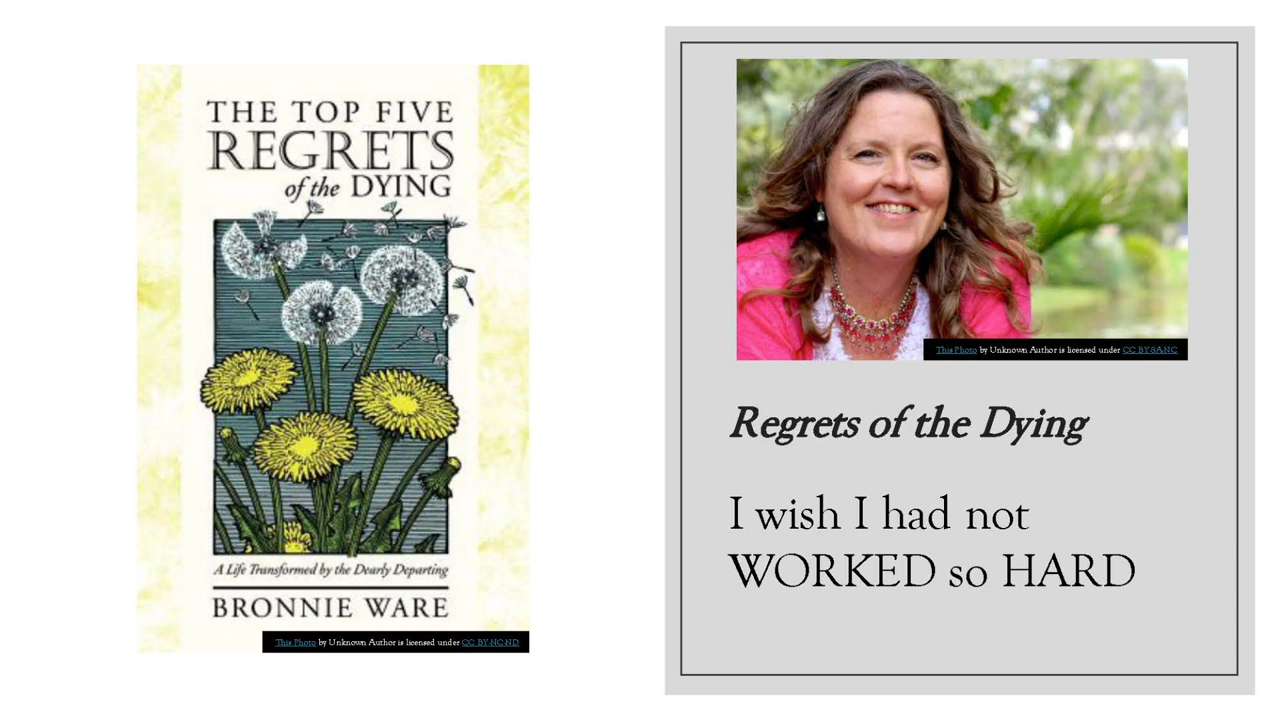 THE TOP FIVE
REGRETS
of the DYING
A Life Transformed by the Dearly Departing
BRONNIE WARE
This Photo by Unknown Author is licensed under CC BY-NC-ND
This Photo by Unknown Author is licensed under CC BY-SA-NC
Regrets of the Dying
I wish I had not
WORKED so HARD